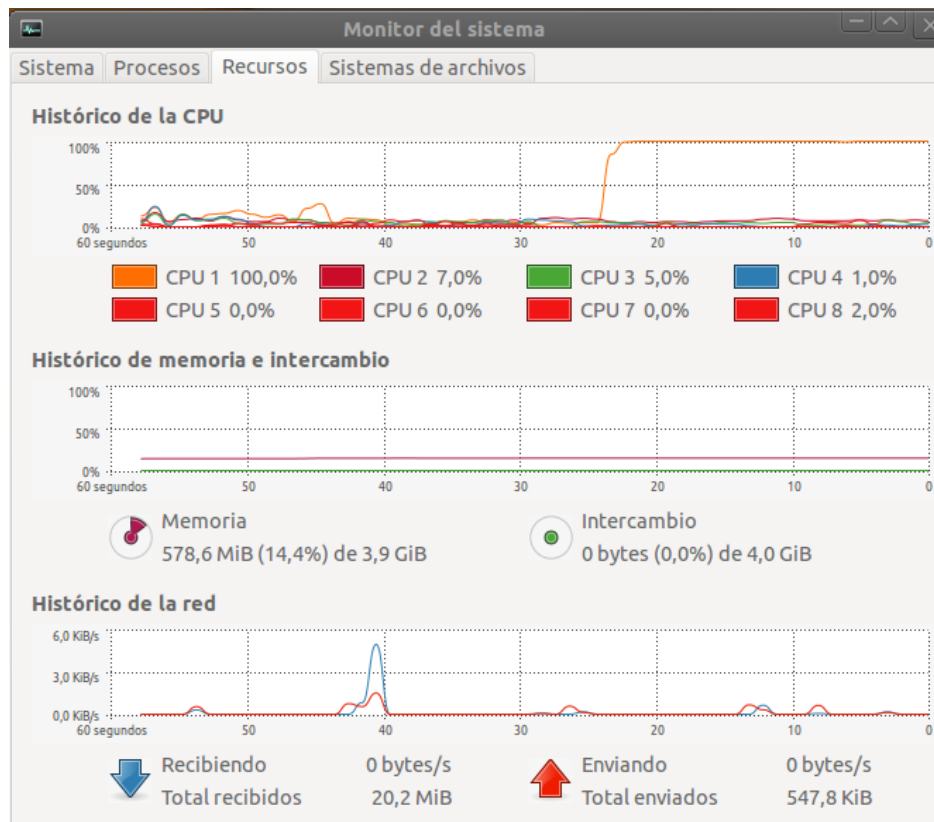 Monitor del sistema
Sistema Procesos Recursos Sistemas de archivos
Histórico de la CPU
100%
50%
0%
60 segundos 50 40 30 20 10 0
CPU 1 100,0% CPU 2 7,0% CPU 3 5,0% CPU 4 1,0%
CPU 5 0,0% CPU 6 0,0% CPU 7 0,0% CPU 8 2,0%
Histórico de memoria e intercambio
100%
50%
0%
60 segundos 50 40 30 20 10 0
Memoria Intercambio
578,6 MiB (14,4%) de 3,9 GiB 0 bytes (0,0%) de 4,0 GiB
Histórico de la red
6,0 KiB/s
3,0 KiB/s
0,0 KiB/s
60 segundos 50 40 30 20 10 0
Recibiendo 0 bytes/s Enviando 0 bytes/s
Total recibidos 20,2 MiB Total enviados 547,8 KiB